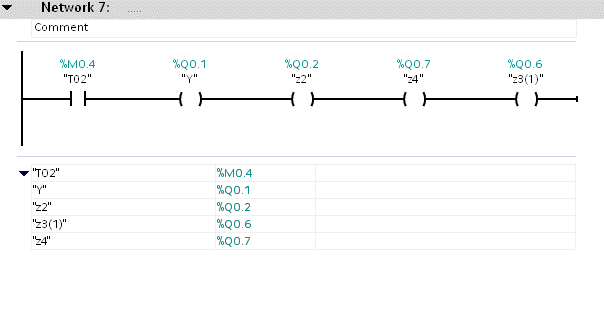 Network 7: .....
Comment
%M0.4 %Q0.1 %Q0.2 %Q0.7 %Q0.6
"T02" "Y" "z2" "z4" "z3(1)"
"T02" %M0.4
"Y" %Q0.1
"z2" %Q0.2
"z3(1)" %Q0.6
"z4" %Q0.7